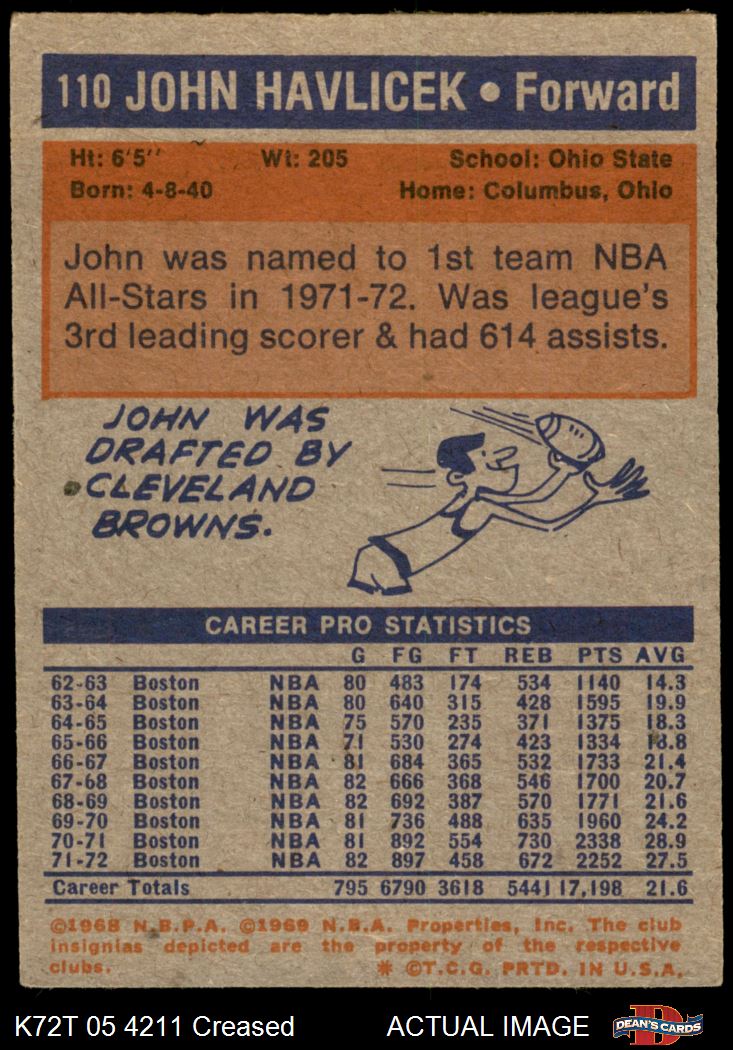 110 JOHN HAVLICEK • Forward
Ht: 6'5'' Wt: 205 School: Ohio State
Born: 4-8-40 Home: Columbus, Ohio
John was named to 1st team NBA
All-Stars in 1971-72. Was league's
3rd leading scorer & had 614 assists.
JOHN WAS
DRAFTED BY
CLEVELAND
BROWNS.
CAREER PRO STATISTICS
G FG FT REB PTS AVG
62-63 Boston NBA 80 483 174 534 1140 14.3
63-64 Boston NBA 80 640 315 428 1595 19.9
64-65 Boston NBA 75 570 235 371 1375 18.3
65-66 Boston NBA 71 530 274 423 1334 18.8
66-67 Boston NBA 81 684 365 532 1733 21.4
67-68 Boston NBA 82 666 368 546 1700 20.7
68-69 Boston NBA 82 692 387 570 1771 21.6
69-70 Boston NBA 81 736 488 635 1960 24.2
70-71 Boston NBA 81 892 554 730 2338 28.9
71-72 Boston NBA 82 897 458 672 2252 27.5
Career Totals 795 6790 3618 5441 17,198 21.6
©1968 N.B.P.A. ©1969 N.B.A. Properties, Inc. The club
insignias depicted are the property of the respective
clubs. * ©T.C.G. PRTD. IN U.S.A.
K72T 05 4211 Creased ACTUAL IMAGE D DEAN'S CARDS